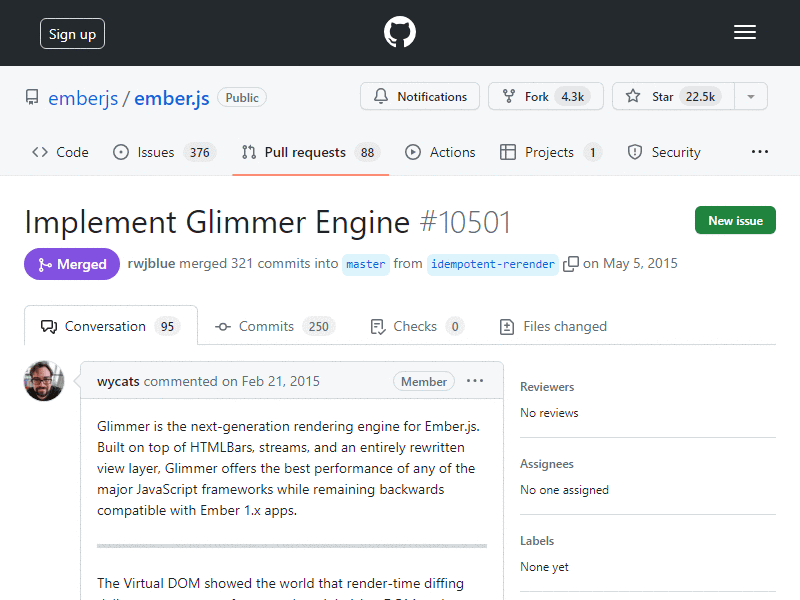 Sign up
emberjs / ember.js Public
Notifications Fork 4.3k Star 22.5k
Code Issues 376 Pull requests 88 Actions Projects 1 Security
Implement Glimmer Engine #10501
New issue
Merged rwjblue merged 321 commits into master from idempotent-rerender on May 5, 2015
Conversation 95 Commits 250 Checks 0 Files changed
wycats commented on Feb 21, 2015 Member
Glimmer is the next-generation rendering engine for Ember.js.
Built on top of HTMLBars, streams, and an entirely rewritten
view layer, Glimmer offers the best performance of any of the
major JavaScript frameworks while remaining backwards
compatible with Ember 1.x apps.
The Virtual DOM showed the world that render-time diffing
Reviewers
No reviews
Assignees
No one assigned
Labels
None yet